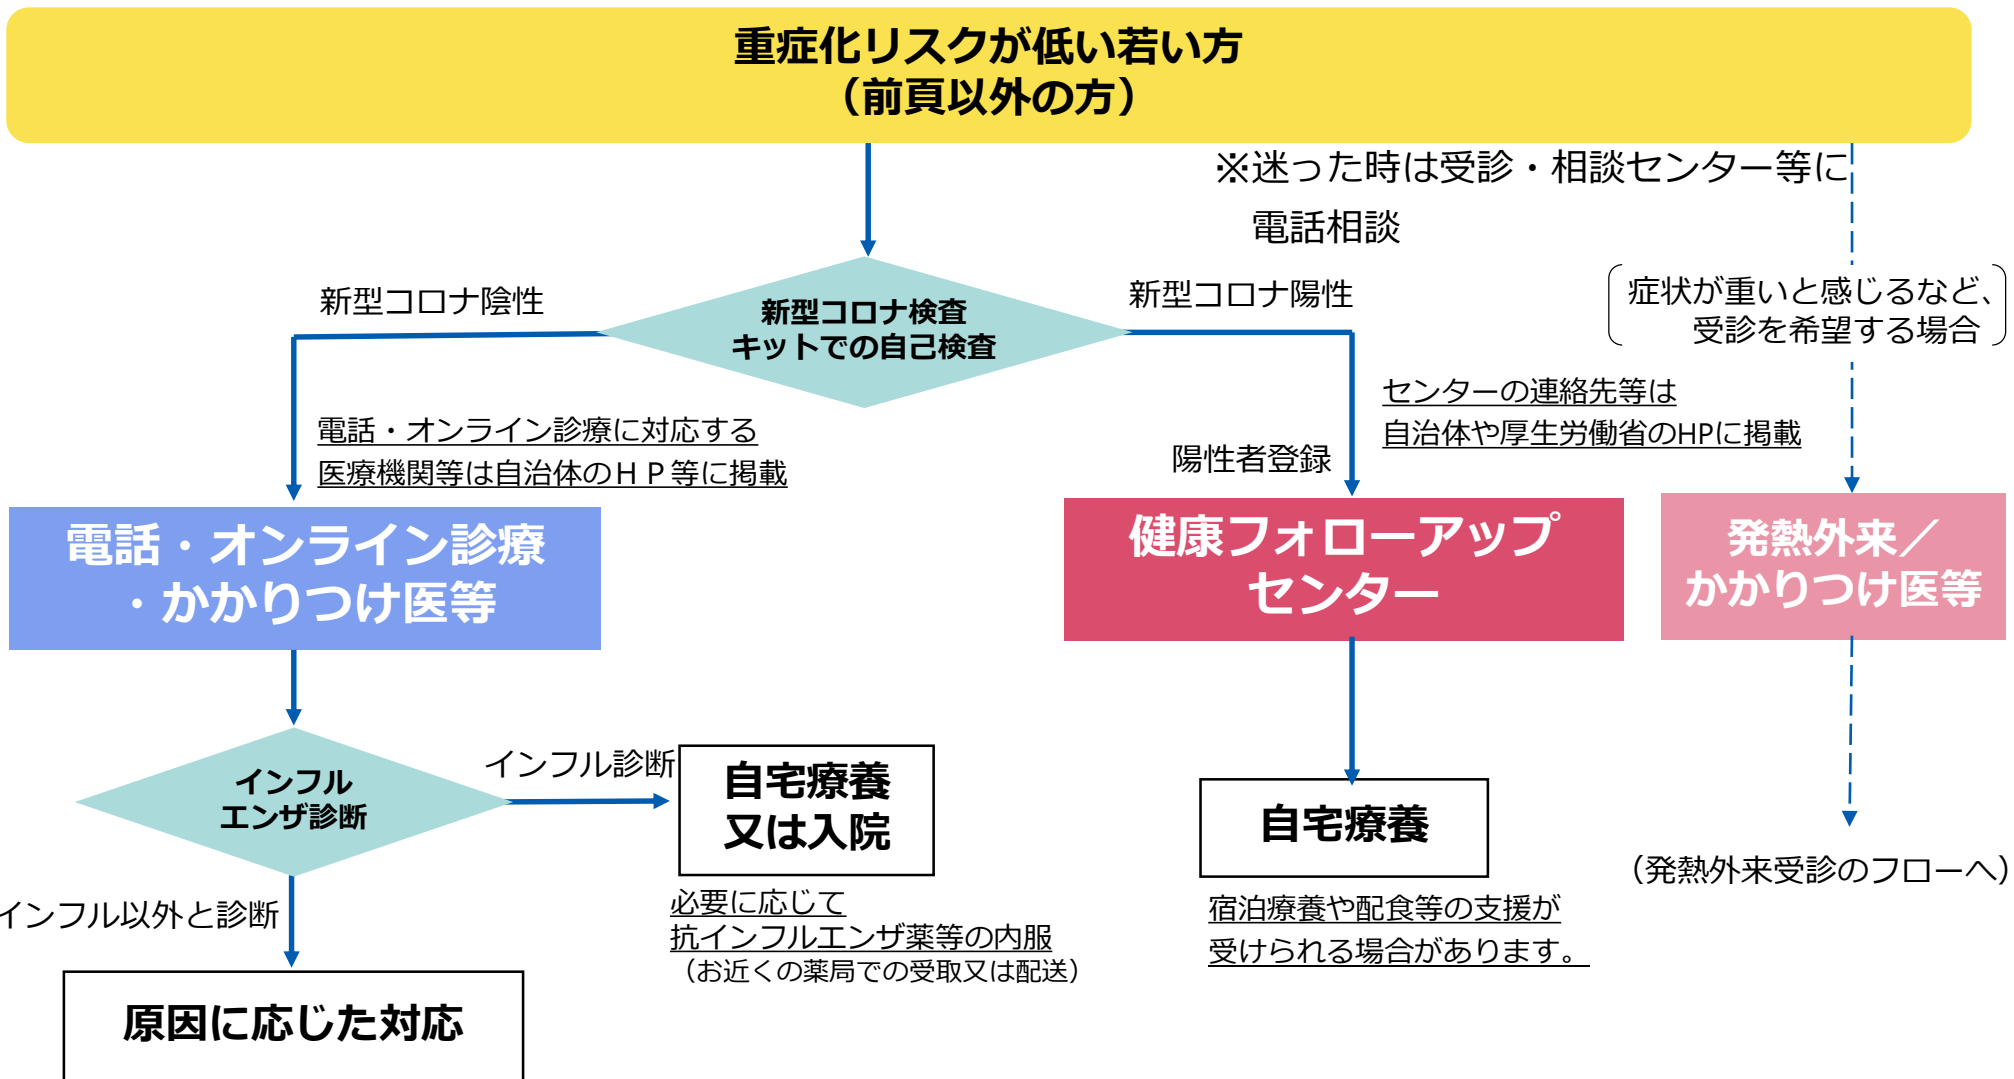 重症化リスクが低い若い方
（前頁以外の方）
※迷った時は受診・相談センター等に
電話相談
新型コロナ陰性
新型コロナ検査
キットでの自己検査
新型コロナ陽性
症状が重いと感じるなど、
受診を希望する場合
電話・オンライン診療に対応する
医療機関等は自治体のＨＰ等に掲載
陽性者登録
センターの連絡先等は
自治体や厚生労働省のHPに掲載
電話・オンライン診療
・かかりつけ医等
健康フォローアップ
センター
発熱外来／
かかりつけ医等
インフル
エンザ診断
インフル診断
自宅療養
又は入院
必要に応じて
抗インフルエンザ薬等の内服
（お近くの薬局での受取又は配送）
自宅療養
宿泊療養や配食等の支援が
受けられる場合があります。
（発熱外来受診のフローへ）
インフル以外と診断
原因に応じた対応